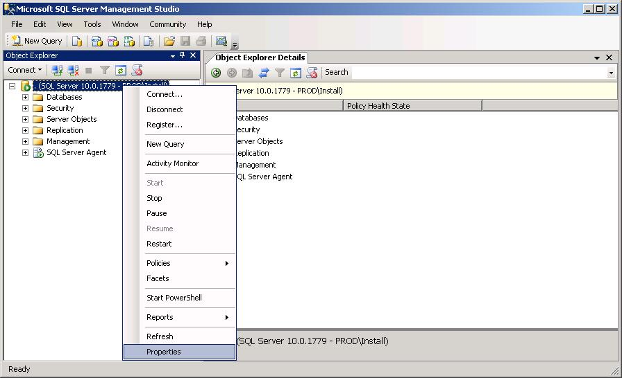 Microsoft SQL Server Management Studio
File Edit View Tools Window Community Help
New Query
Object Explorer
Connect
. (SQL Server 10.0.1779 - PROD\Install)
Databases
Security
Server Objects
Replication
Management
SQL Server Agent
Connect...
Disconnect
Register...
New Query
Activity Monitor
Start
Stop
Pause
Resume
Restart
Policies
Facets
Start PowerShell
Reports
Refresh
Properties
Object Explorer Details
Search
erver 10.0.1779 - PROD\Install)
Policy Health State
atabases
ecurity
erver Objects
eplication
anagement
QL Server Agent
(SQL Server 10.0.1779 - PROD\Install)
Ready